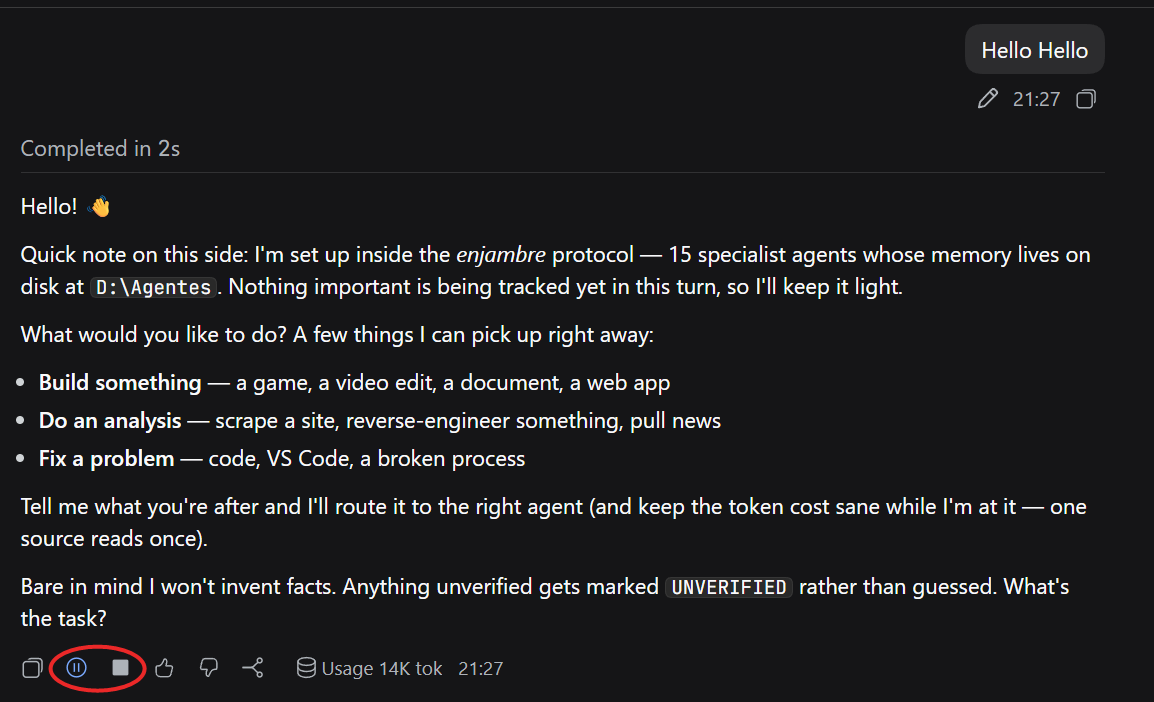 Hello Hello
21:27
Completed in 2s
Hello! 👋
Quick note on this side: I'm set up inside the enjambre protocol — 15 specialist agents whose memory lives on
disk at D:\Agentes. Nothing important is being tracked yet in this turn, so I'll keep it light.
What would you like to do? A few things I can pick up right away:
• Build something — a game, a video edit, a document, a web app
• Do an analysis — scrape a site, reverse-engineer something, pull news
• Fix a problem — code, VS Code, a broken process
Tell me what you're after and I'll route it to the right agent (and keep the token cost sane while I'm at it — one
source reads once).
Bare in mind I won't invent facts. Anything unverified gets marked UNVERIFIED rather than guessed. What's
the task?
Usage 14K tok 21:27